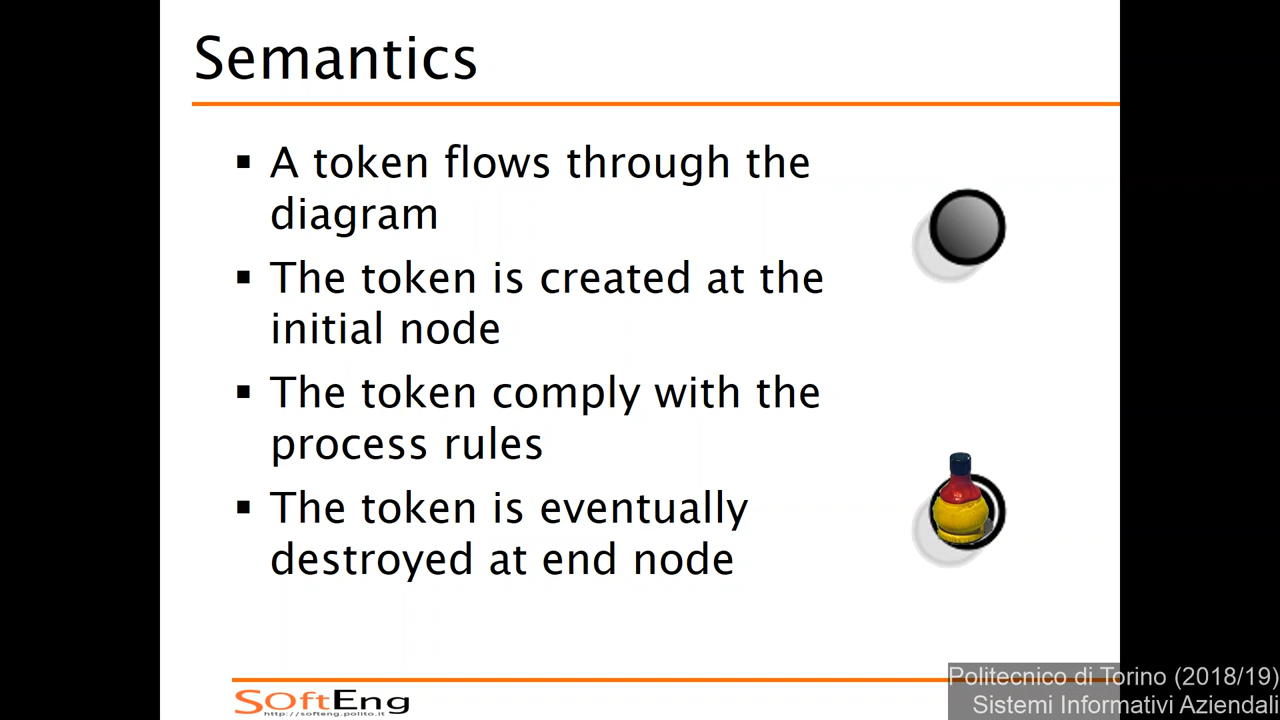 Semantics
▪ A token flows through the
diagram
▪ The token is created at the
initial node
▪ The token comply with the
process rules
▪ The token is eventually
destroyed at end node
SoftEng
http://softeng.polito.it
Politecnico di Torino (2018/19)
Sistemi Informativi Aziendali